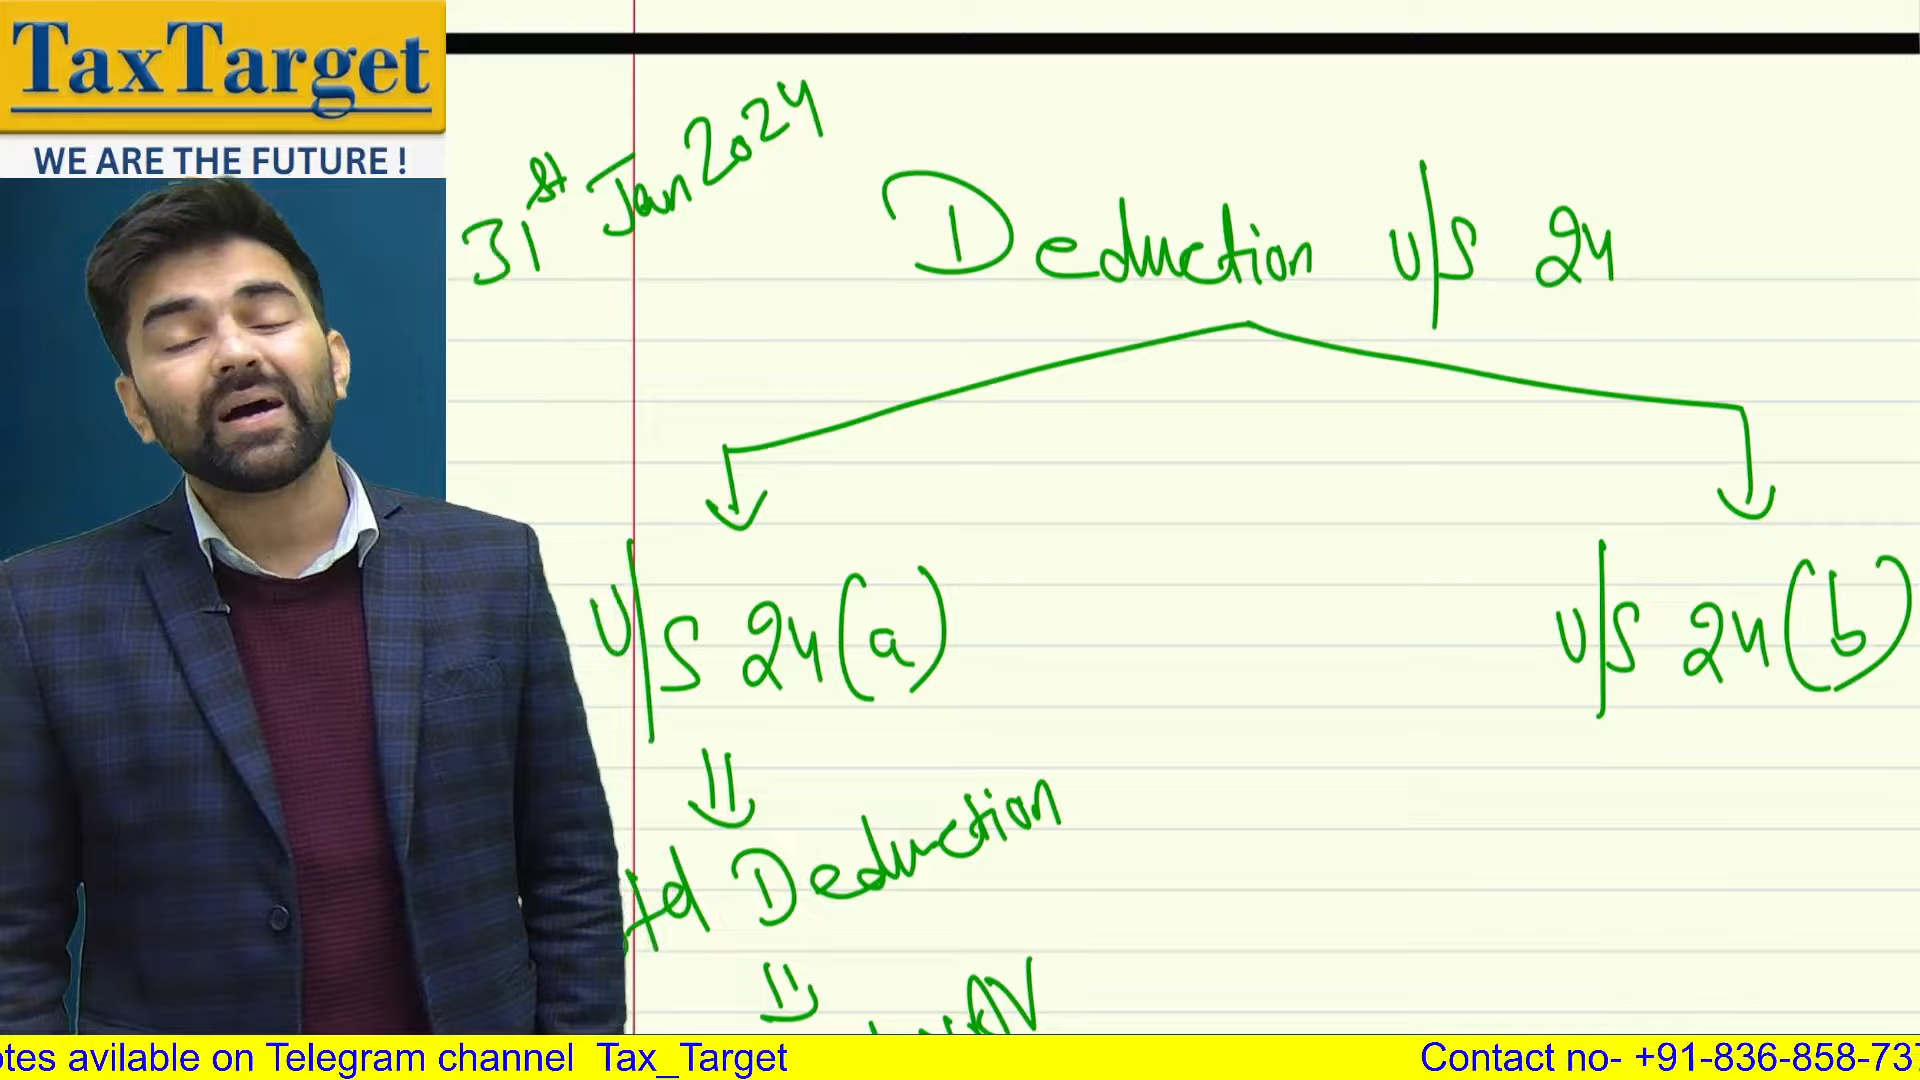 TaxTarget
WE ARE THE FUTURE !
31st Jan 2024
Deduction U/S 24
U/S 24(a)
U/S 24(b)
Deduction
otes avilable on Telegram channel Tax_Target
Contact no- +91-836-858-737